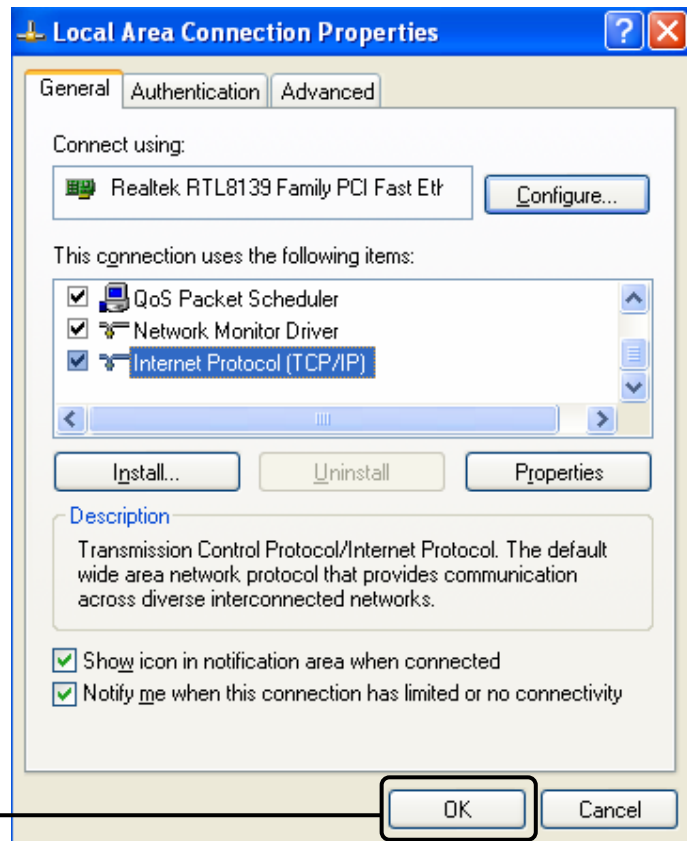 Local Area Connection Properties
General Authentication Advanced
Connect using:
Realtek RTL8139 Family PCI Fast Eth
Configure...
This connection uses the following items:
QoS Packet Scheduler
Network Monitor Driver
Internet Protocol (TCP/IP)
Install... Uninstall Properties
Description
Transmission Control Protocol/Internet Protocol. The default
wide area network protocol that provides communication
across diverse interconnected networks.
Show icon in notification area when connected
Notify me when this connection has limited or no connectivity
OK Cancel